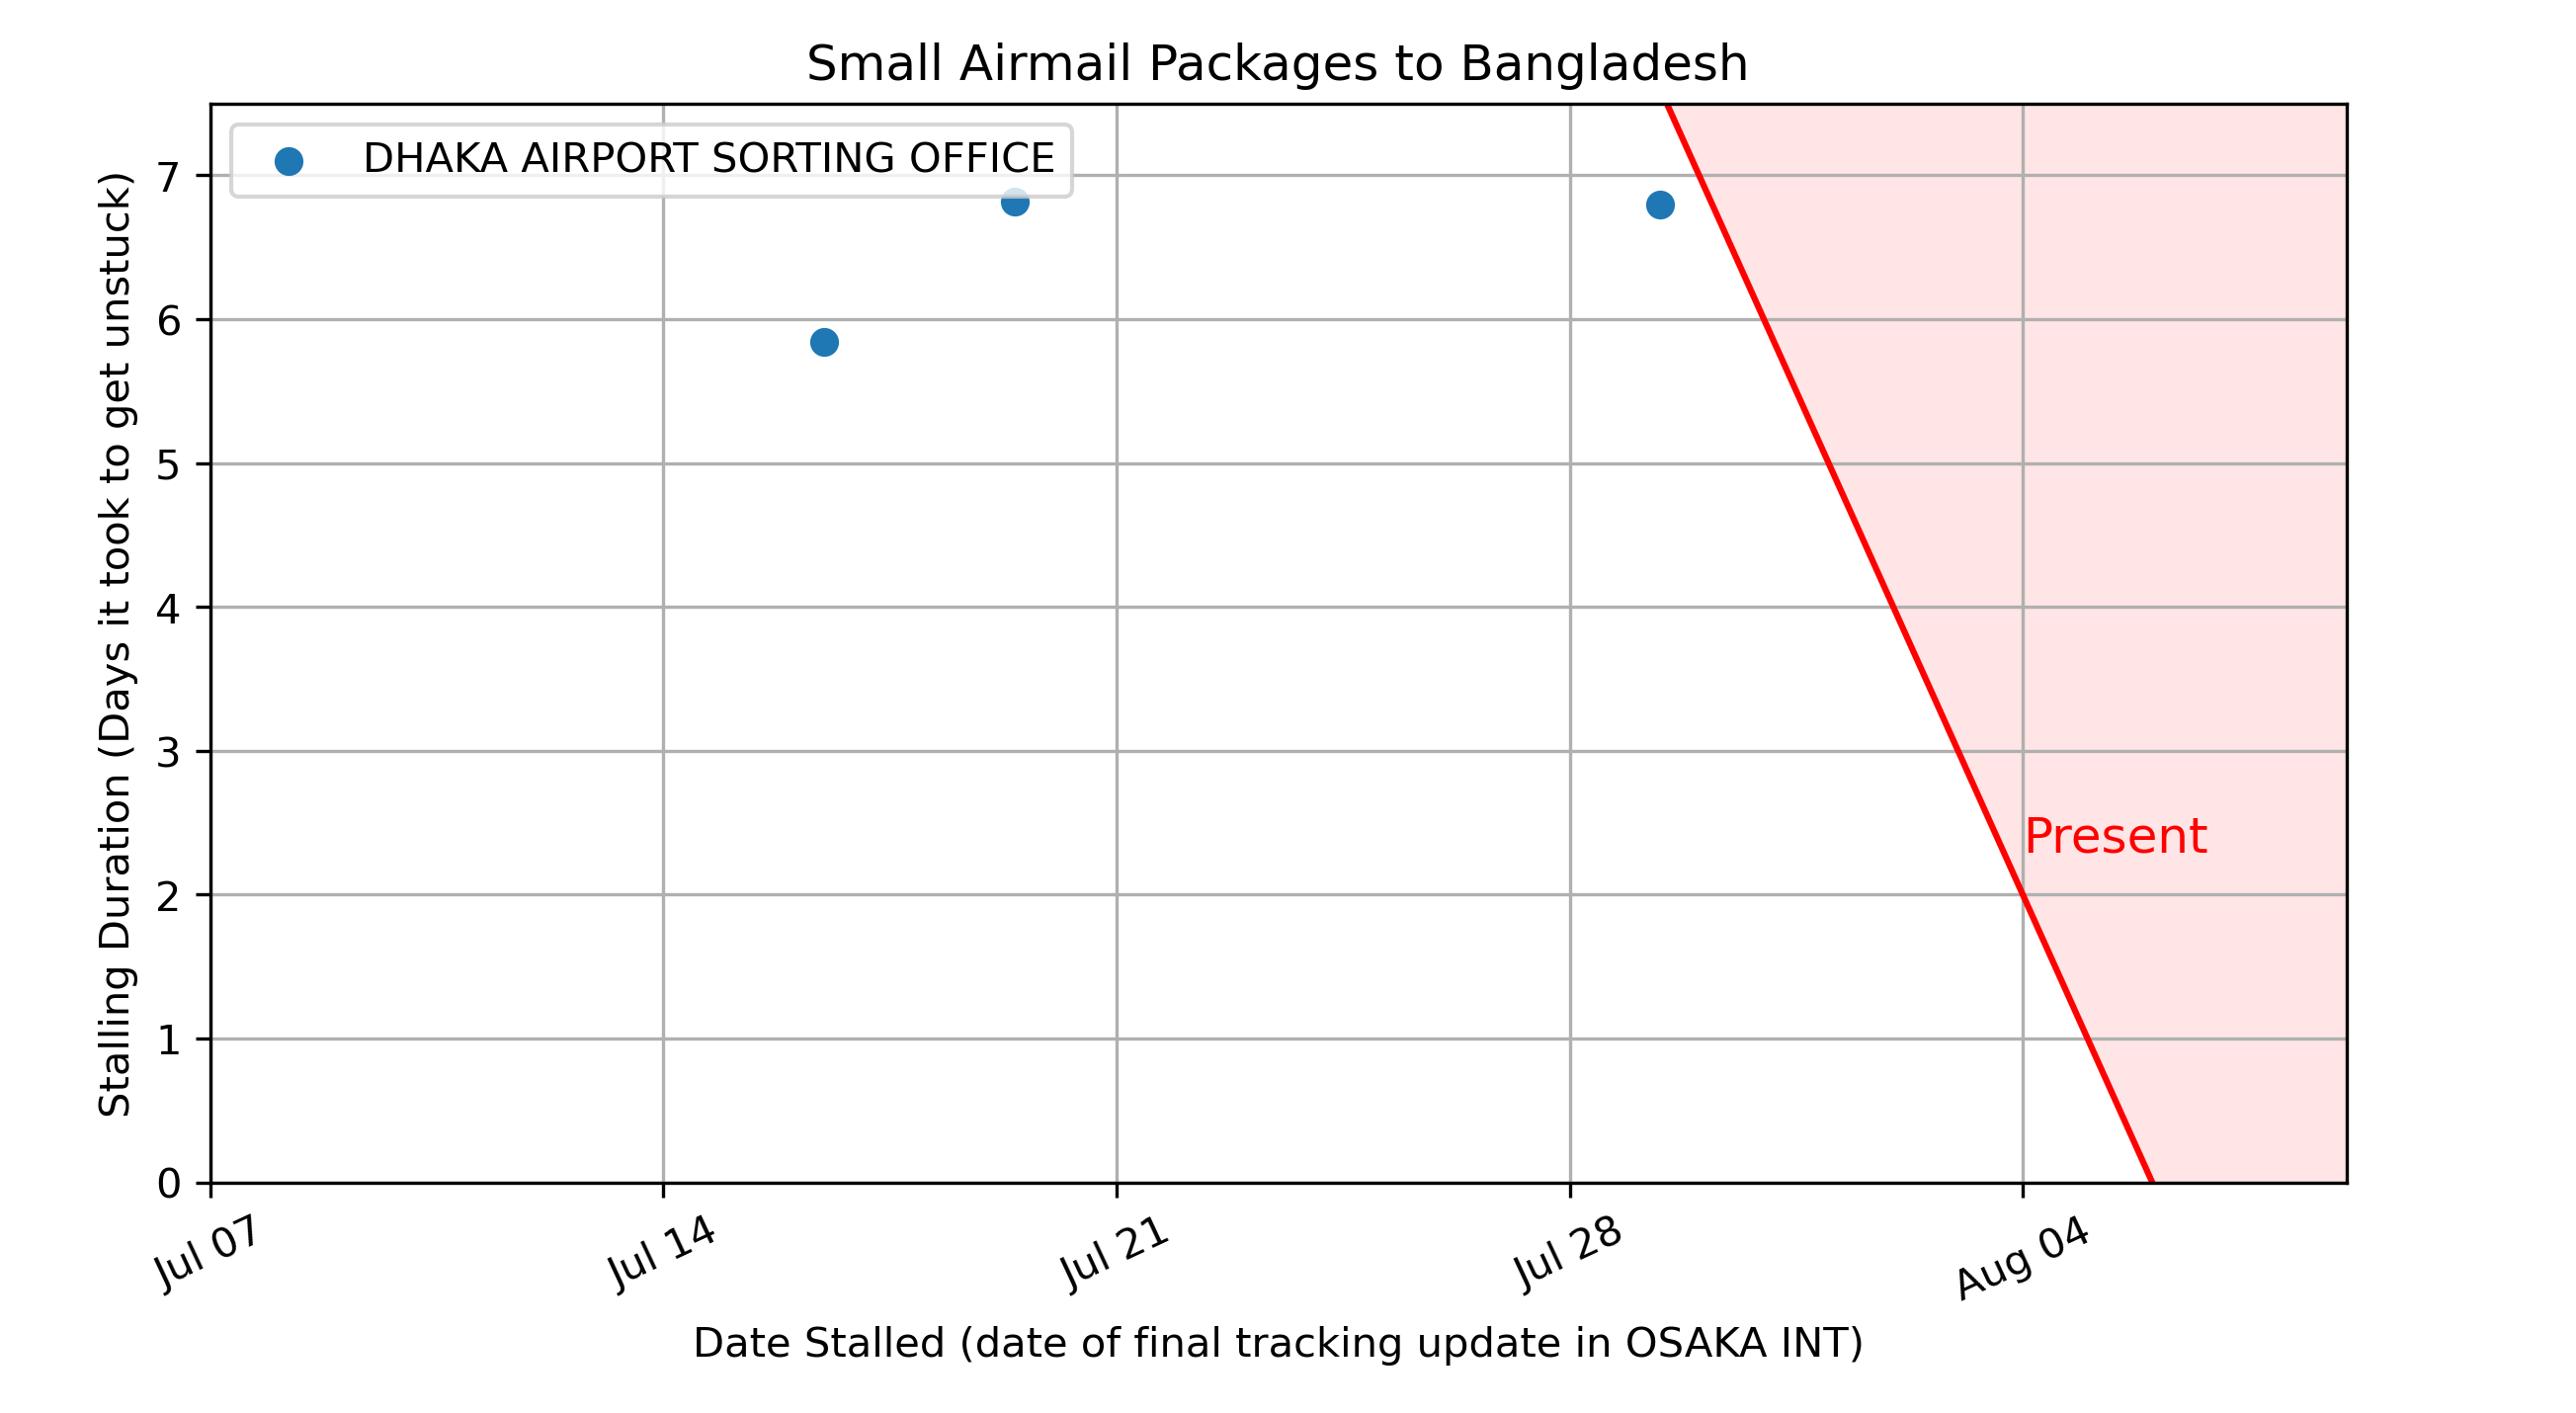 Small Airmail Packages to Bangladesh
DHAKA AIRPORT SORTING OFFICE
Stalling Duration (Days it took to get unstuck)
7
6
5
4
3
2
1
0
Present
Jul 07
Jul 14
Jul 21
Jul 28
Aug 04
Date Stalled (date of final tracking update in OSAKA INT)